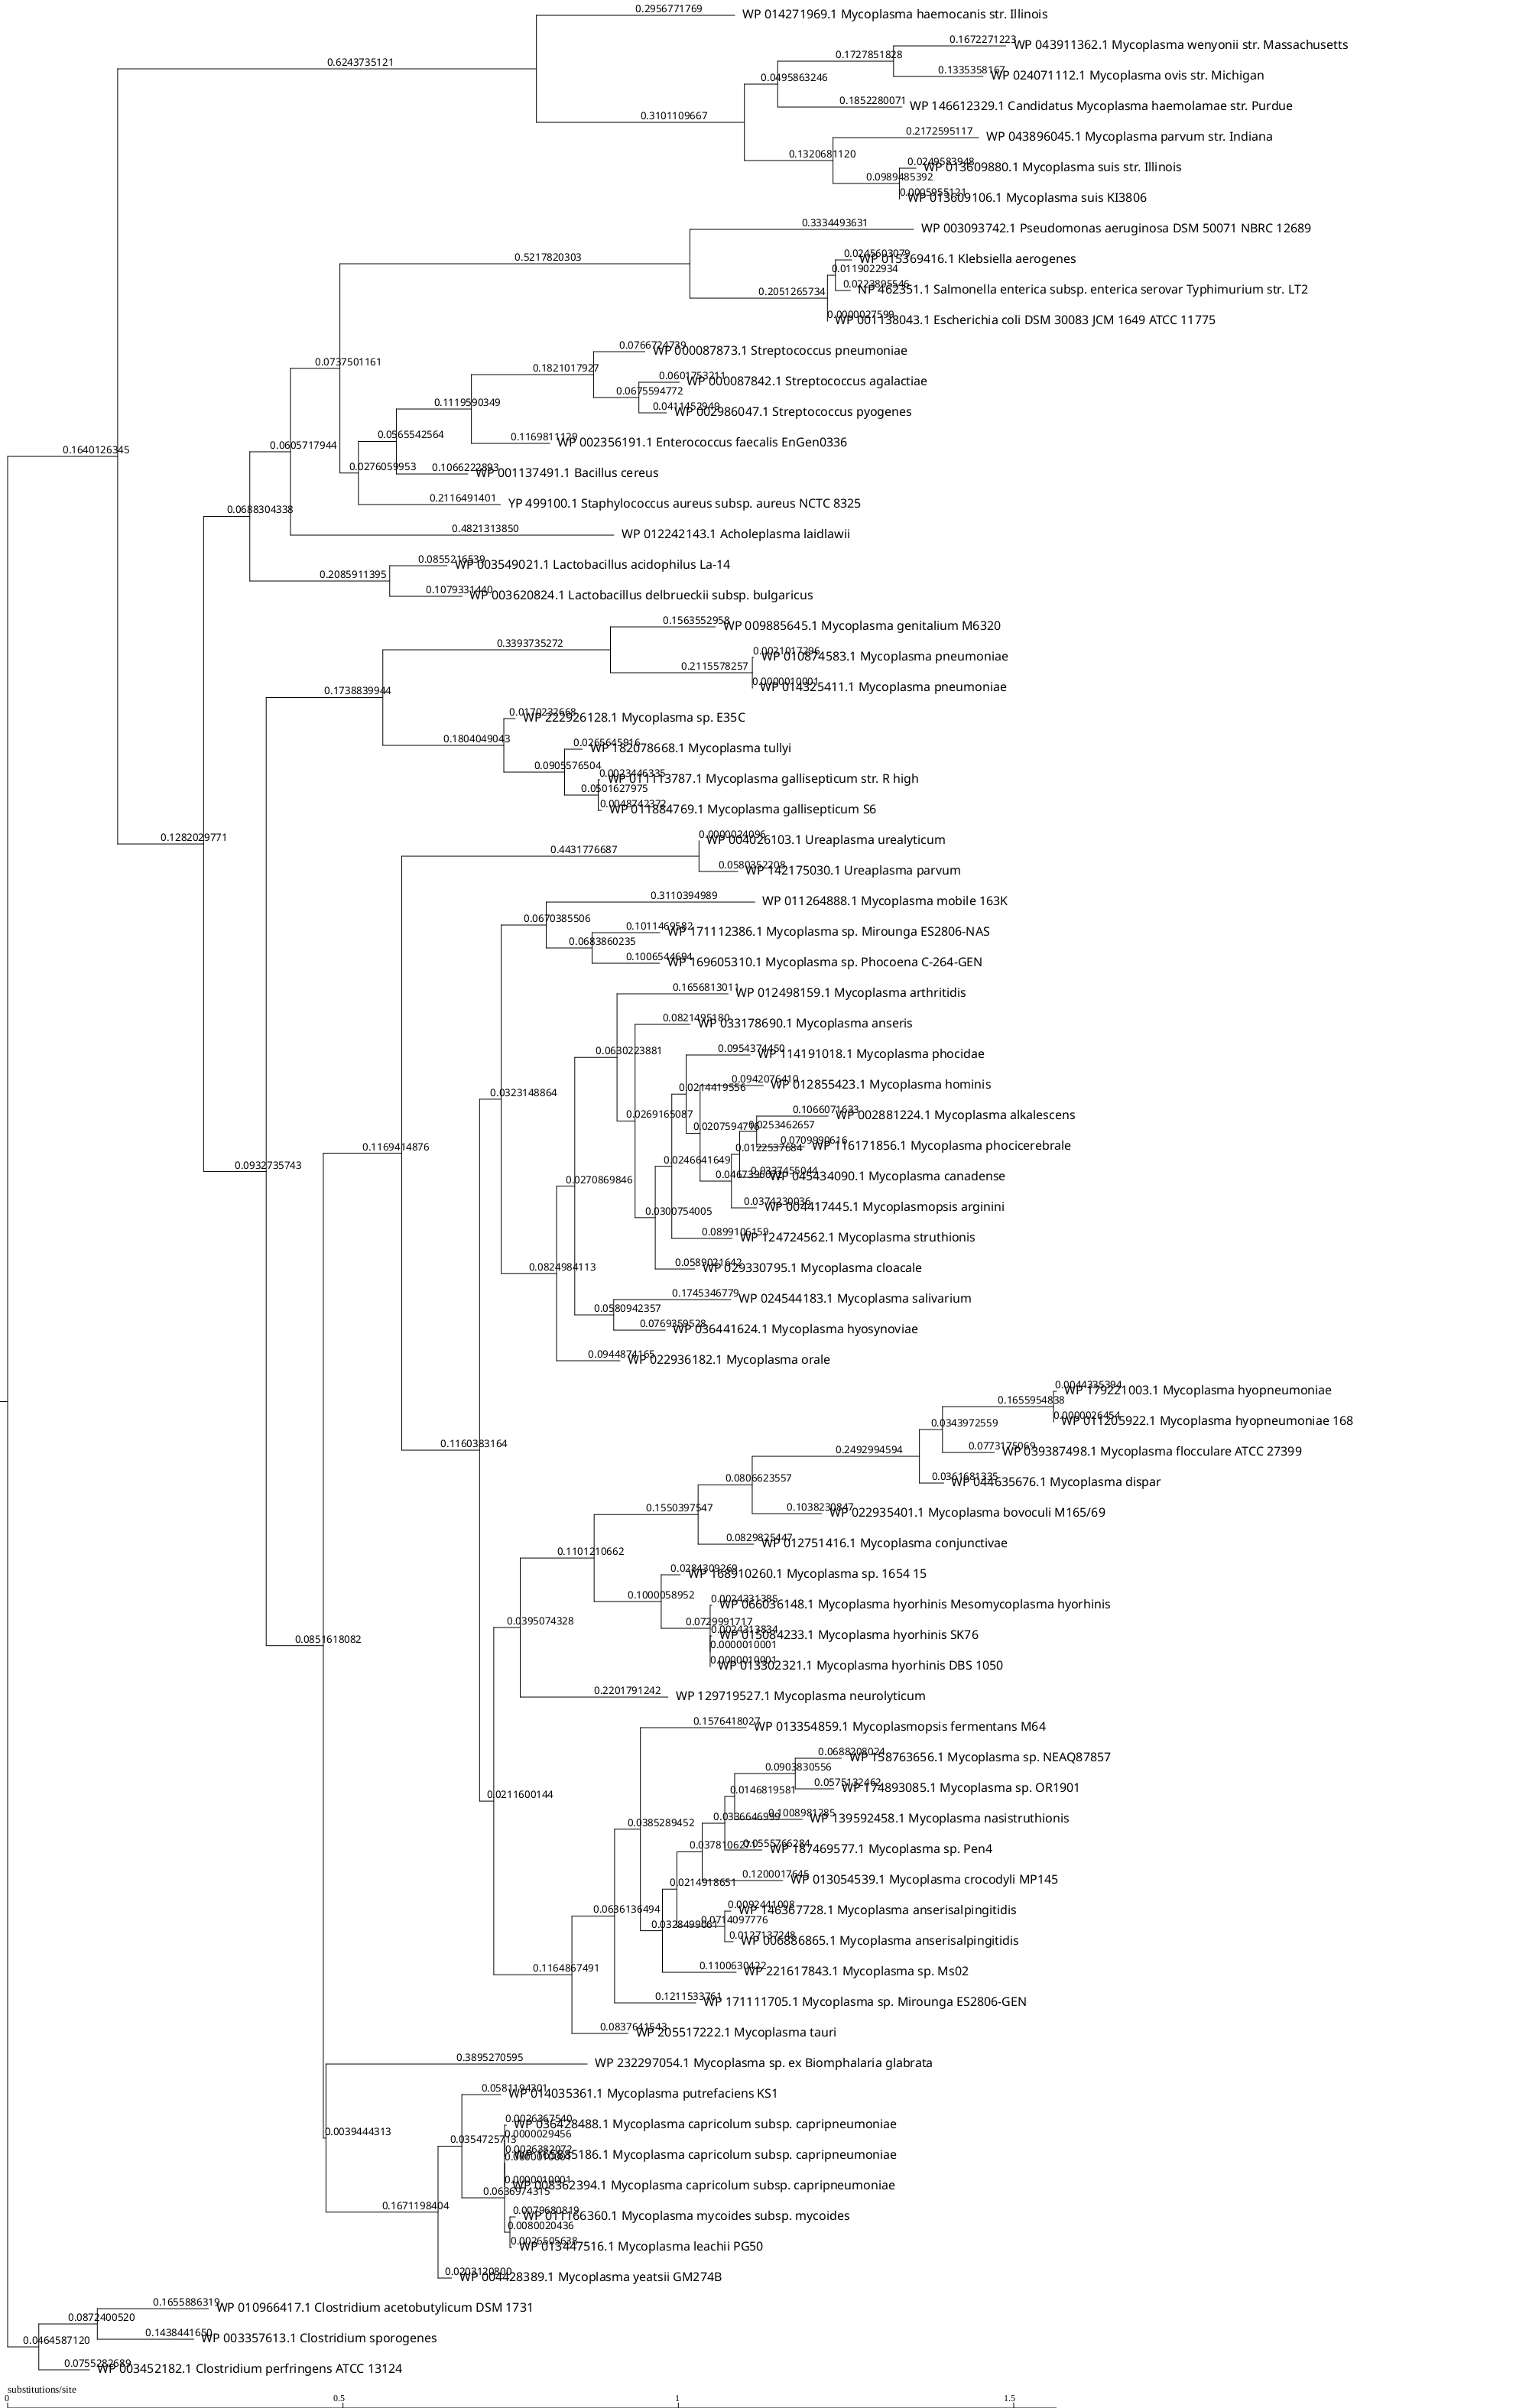 0.2956771769
WP 014271969.1 Mycoplasma haemocanis str. Illinois
0.1672271223
WP 043911362.1 Mycoplasma wenyonii str. Massachusetts
0.1727851828
0.6243735121
0.1335358167
WP 024071112.1 Mycoplasma ovis str. Michigan
0.0495863246
0.1852280071
WP 146612329.1 Candidatus Mycoplasma haemolamae str. Purdue
0.3101109667
0.2172595117
WP 043896045.1 Mycoplasma parvum str. Indiana
0.1320681120
0.0249583948
WP 013609880.1 Mycoplasma suis str. Illinois
0.0989485392
0.0005955121
WP 013609106.1 Mycoplasma suis KI3806
0.3334493631
WP 003093742.1 Pseudomonas aeruginosa DSM 50071 NBRC 12689
0.0245603079
WP 015369416.1 Klebsiella aerogenes
0.5217820303
0.0119022934
0.0223895546
NP 462351.1 Salmonella enterica subsp. enterica serovar Typhimurium str. LT2
0.2051265734
0.0000027599
WP 001138043.1 Escherichia coli DSM 30083 JCM 1649 ATCC 11775
0.0766724739
WP 000087873.1 Streptococcus pneumoniae
0.0737501161
0.1821017927
0.0601753211
WP 000087842.1 Streptococcus agalactiae
0.0675594772
0.1119590349
0.0411452949
WP 002986047.1 Streptococcus pyogenes
0.0565542564
0.1169811129
WP 002356191.1 Enterococcus faecalis EnGen0336
0.0605717944
0.1640126345
0.0276059953
0.1066222893
WP 001137491.1 Bacillus cereus
0.2116491401
YP 499100.1 Staphylococcus aureus subsp. aureus NCTC 8325
0.0688304338
0.4821313850
WP 012242143.1 Acholeplasma laidlawii
0.0855216539
WP 003549021.1 Lactobacillus acidophilus La-14
0.2085911395
0.1079331440
WP 003620824.1 Lactobacillus delbrueckii subsp. bulgaricus
0.1563552958
WP 009885645.1 Mycoplasma genitalium M6320
0.3393735272
0.0021017296
WP 010874583.1 Mycoplasma pneumoniae
0.2115578257
0.0000010001
WP 014325411.1 Mycoplasma pneumoniae
0.1738839944
0.0170232668
WP 222926128.1 Mycoplasma sp. E35C
0.1804049043
0.0265645916
WP 182078668.1 Mycoplasma tullyi
0.0905576504
0.0023446335
WP 011113787.1 Mycoplasma gallisepticum str. R high
0.0501627975
0.0048742372
WP 011884769.1 Mycoplasma gallisepticum S6
0.1282029771
0.0000024096
WP 004026103.1 Ureaplasma urealyticum
0.4431776687
0.0580352208
WP 142175030.1 Ureaplasma parvum
0.3110394989
WP 011264888.1 Mycoplasma mobile 163K
0.0670385506
0.1011469582
WP 171112386.1 Mycoplasma sp. Mirounga ES2806-NAS
0.0683860235
0.1006544694
WP 169605310.1 Mycoplasma sp. Phocoena C-264-GEN
0.1656813011
WP 012498159.1 Mycoplasma arthritidis
0.0821495180
WP 033178690.1 Mycoplasma anseris
0.0630223881
0.0954374450
WP 114191018.1 Mycoplasma phocidae
0.0323148864
0.0214419556
0.0942076410
WP 012855423.1 Mycoplasma hominis
0.0269165087
0.1066071633
WP 002881224.1 Mycoplasma alkalescens
0.0207594716
0.0253462657
0.1169414876
0.0709990616
WP 116171856.1 Mycoplasma phocicerebrale
0.0122537684
0.0932735743
0.0246641649
0.0337455044
WP 045434090.1 Mycoplasma canadense
0.0270869846
0.0374230036
WP 004417445.1 Mycoplasmopsis arginini
0.0300754005
0.0899106159
WP 124724562.1 Mycoplasma struthionis
0.0824984113
0.0589021642
WP 029330795.1 Mycoplasma cloacale
0.1745346779
WP 024544183.1 Mycoplasma salivarium
0.0580942357
0.0769359528
WP 036441624.1 Mycoplasma hyosynoviae
0.0944874165
WP 022936182.1 Mycoplasma orale
0.0044335394
WP 179221003.1 Mycoplasma hyopneumoniae
0.1655954838
0.0000026454
WP 011205922.1 Mycoplasma hyopneumoniae 168
0.0343972559
0.1160383164
0.2492994594
0.0773175069
WP 039387498.1 Mycoplasma flocculare ATCC 27399
0.0806623557
0.0361681335
WP 044635676.1 Mycoplasma dispar
0.1550397547
0.1038230847
WP 022935401.1 Mycoplasma bovoculi M165/69
0.0829825447
WP 012751416.1 Mycoplasma conjunctivae
0.1101210662
0.0284309269
WP 168910260.1 Mycoplasma sp. 1654 15
0.1000058952
0.0024331385
WP 066036148.1 Mycoplasma hyorhinis Mesomycoplasma hyorhinis
0.0395074328
0.0729991717
0.0024313834
WP 015084233.1 Mycoplasma hyorhinis SK76
0.0851618082
0.0000010001
0.0000010001
WP 013302321.1 Mycoplasma hyorhinis DBS 1050
0.2201791242
WP 129719527.1 Mycoplasma neurolyticum
0.1576418027
WP 013354859.1 Mycoplasmopsis fermentans M64
0.0688208024
WP 158763656.1 Mycoplasma sp. NEAQ87857
0.0903830556
0.0575132462
WP 174893085.1 Mycoplasma sp. OR1901
0.0211600144
0.0146819581
0.1008981285
WP 139592458.1 Mycoplasma nasistruthionis
0.0336646999
0.0385289452
0.0555766284
WP 187469577.1 Mycoplasma sp. Pen4
0.0378106271
0.1200017645
WP 013054539.1 Mycoplasma crocodyli MP145
0.0214918651
0.0092441008
WP 146367728.1 Mycoplasma anserisalpingitidis
0.0636136494
0.0714097776
0.0328499061
0.0127137248
WP 006886865.1 Mycoplasma anserisalpingitidis
0.1164867491
0.1100630422
WP 221617843.1 Mycoplasma sp. Ms02
0.1211533761
WP 171111705.1 Mycoplasma sp. Mirounga ES2806-GEN
0.0837641543
WP 205517222.1 Mycoplasma tauri
0.3895270595
WP 232297054.1 Mycoplasma sp. ex Biomphalaria glabrata
0.0581194301
WP 014035361.1 Mycoplasma putrefaciens KS1
0.0026367540
WP 036428488.1 Mycoplasma capricolum subsp. capripneumoniae
0.0039444313
0.0000029456
0.0354725713
0.0026382072
WP 165885186.1 Mycoplasma capricolum subsp. capripneumoniae
0.0000010001
0.0000010001
WP 008362394.1 Mycoplasma capricolum subsp. capripneumoniae
0.0636974315
0.1671198404
0.0079680819
WP 011166360.1 Mycoplasma mycoides subsp. mycoides
0.0080020436
0.0026505638
WP 013447516.1 Mycoplasma leachii PG50
0.0203120800
WP 004428389.1 Mycoplasma yeatsii GM274B
0.1655886319
WP 010966417.1 Clostridium acetobutylicum DSM 1731
0.0872400520
0.1438441650
WP 003357613.1 Clostridium sporogenes
0.0464587120
0.0755282689
WP 003452182.1 Clostridium perfringens ATCC 13124
substitutions/site
0 0.5 1 1.5